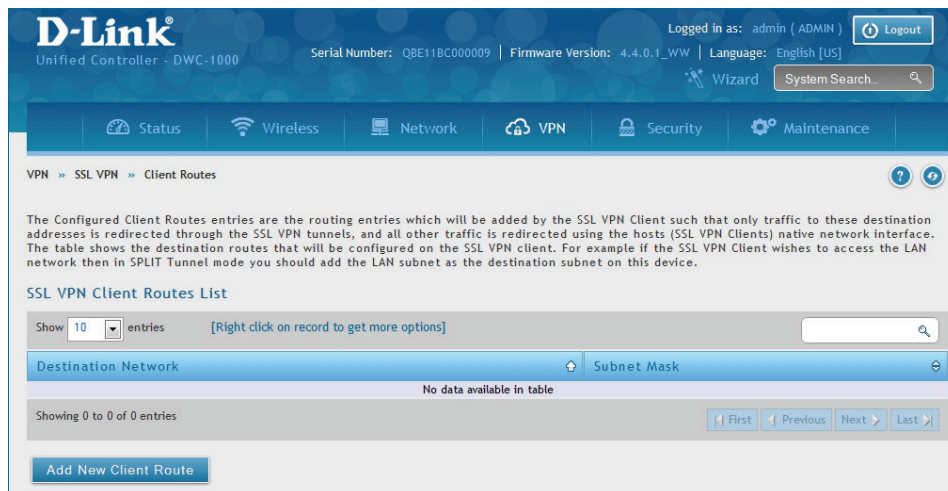 D-Link®
Logged in as: admin ( ADMIN ) Logout
Unified Controller - DWC-1000
Serial Number: QBE11BC000009 | Firmware Version: 4.4.0.1_WW | Language: English [US]
Wizard System Search...
Status Wireless Network VPN Security Maintenance
VPN » SSL VPN » Client Routes
The Configured Client Routes entries are the routing entries which will be added by the SSL VPN Client such that only traffic to these destination
addresses is redirected through the SSL VPN tunnels, and all other traffic is redirected using the hosts (SSL VPN Clients) native network interface.
The table shows the destination routes that will be configured on the SSL VPN client. For example if the SSL VPN Client wishes to access the LAN
network then in SPLIT Tunnel mode you should add the LAN subnet as the destination subnet on this device.
SSL VPN Client Routes List
Show 10 entries [Right click on record to get more options]
Destination Network Subnet Mask
No data available in table
Showing 0 to 0 of 0 entries First Previous Next Last
Add New Client Route